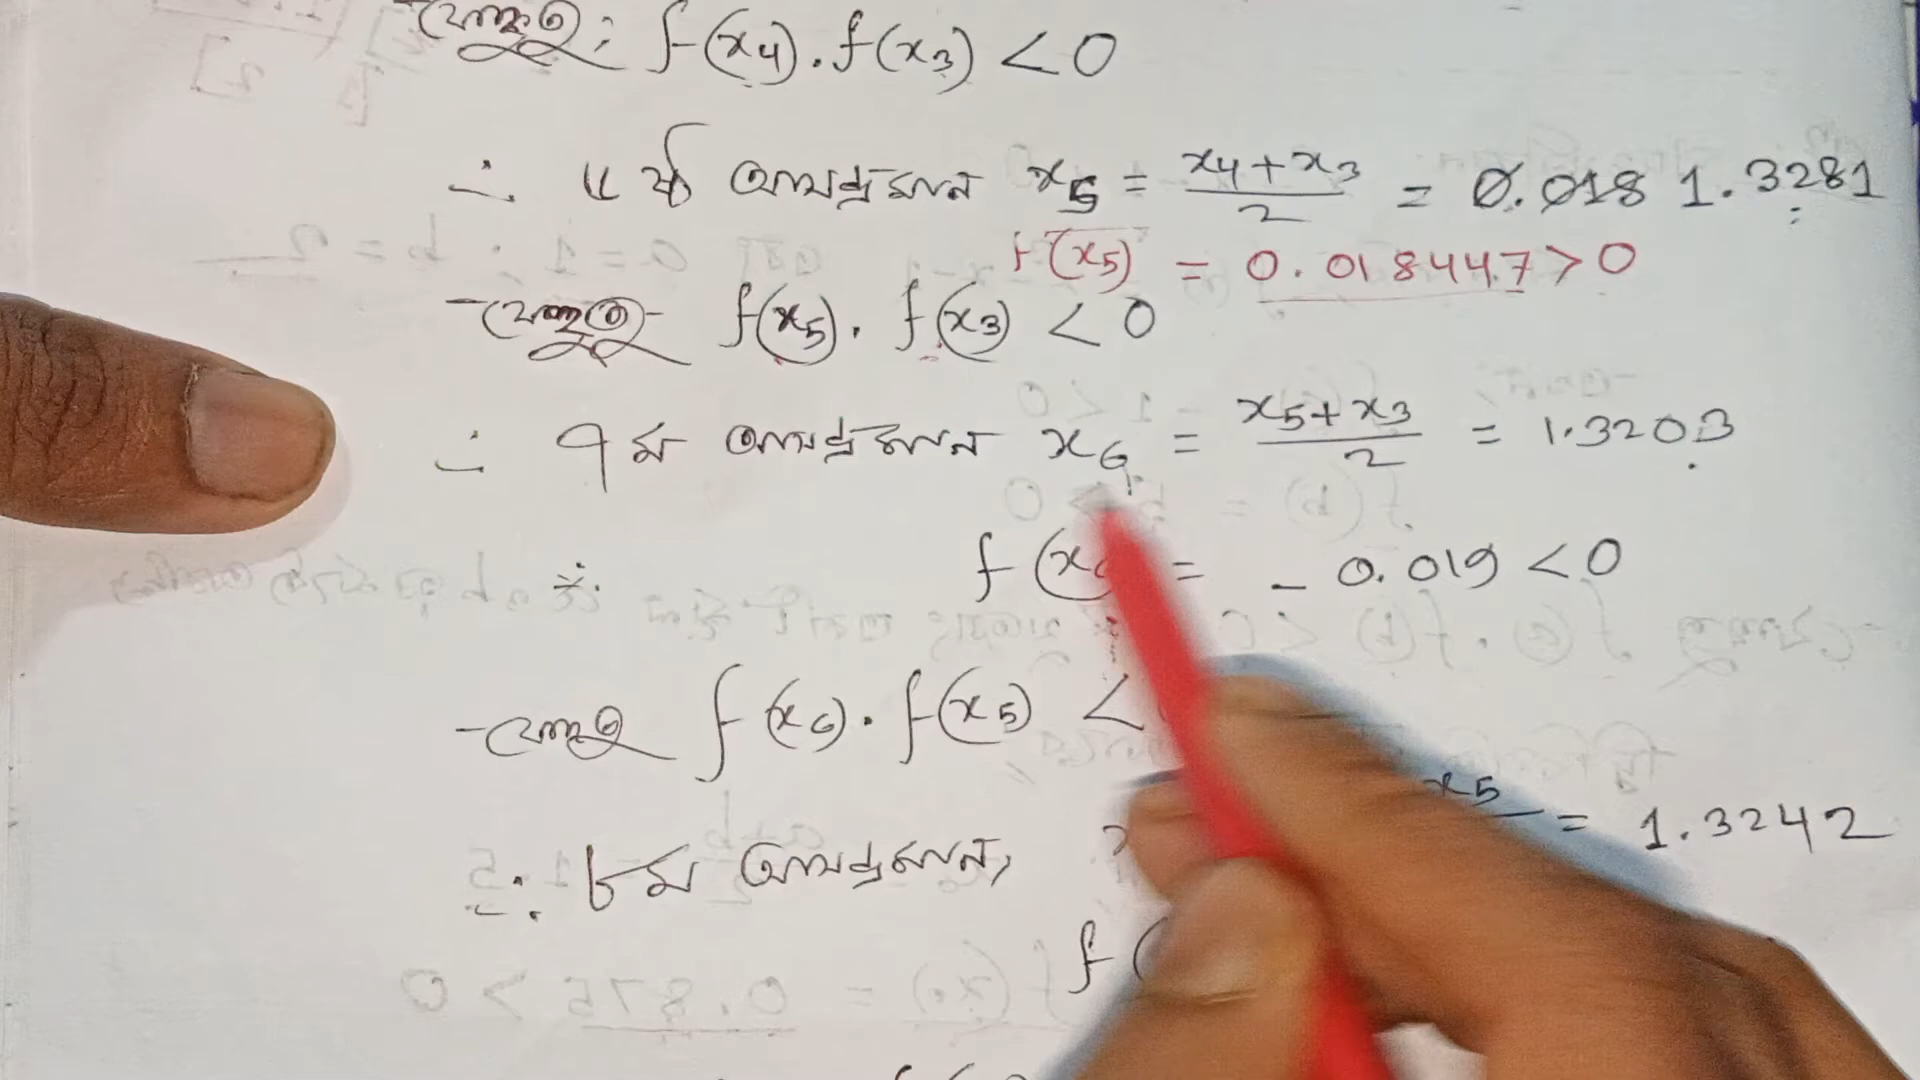 যেহেতু; f(x₄).f(x₃) < 0
∴ ৬ষ্ঠ আসন্নমান x₅ = (x₄+x₃)/2 = 0.018 1.3281
f(x₅) = 0.018447 > 0
যেহেতু f(x₅). f(x₃) < 0
∴ ৭ম আসন্নমান x₆ = (x₅+x₃)/2 = 1.3203
f(x₆ = - 0.019 < 0
যেহেতু f(x₆). f(x₅) <
∴ ৮ম আসন্নমান, x x₅ = 1.3242
f(